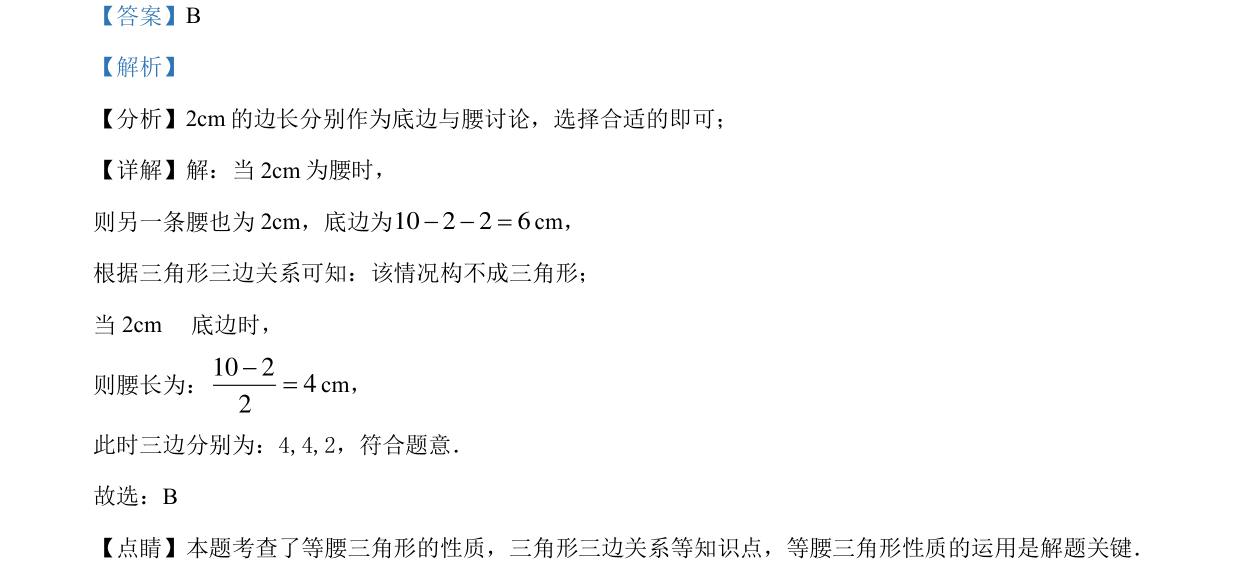 【答案】B
【解析】
【分析】2cm 的边长分别作为底边与腰讨论，选择合适的即可；
【详解】解：当 2cm 为腰时，
则另一条腰也为 2cm，底边为10－2－2＝6cm，
根据三角形三边关系可知：该情况构不成三角形；
当 2cm 底边时，
则腰长为：\frac{10-2}{2}=4cm，
此时三边分别为：4,4,2，符合题意．
故选：B
【点睛】本题考查了等腰三角形的性质，三角形三边关系等知识点，等腰三角形性质的运用是解题关键．